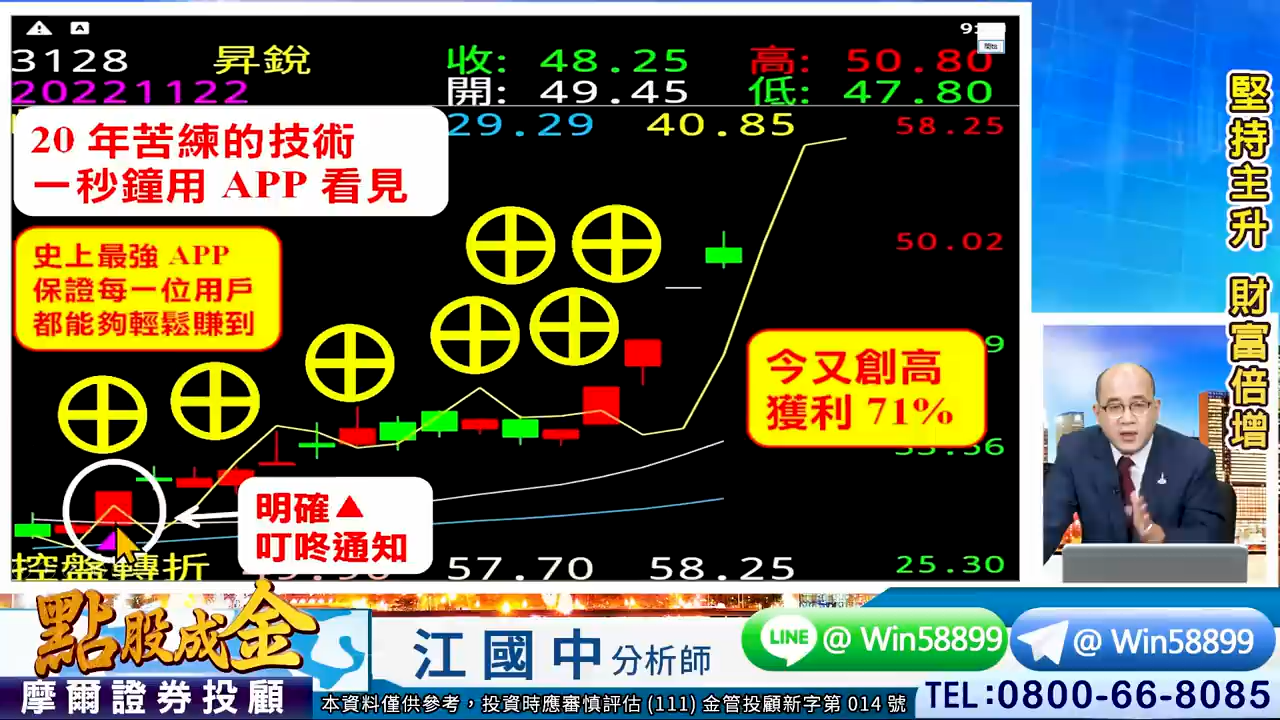 3128 昇銳 收: 48.25 高: 50.80
20221122 開: 49.45 低: 47.80
29.29 40.85 58.25
20 年苦練的技術
一秒鐘用 APP 看見
史上最強 APP
保證每一位用戶
都能夠輕鬆賺到
50.02
今又創高
獲利 71%
明確▲
叮咚通知
控盤轉折 57.70 58.25 25.30
堅持主升 財富倍增
點股成金
摩爾證券投顧
江國中 分析師
LINE @ Win58899
@ Win58899
本資料僅供參考，投資時應審慎評估 (111) 金管投顧新字第 014 號
TEL:0800-66-8085